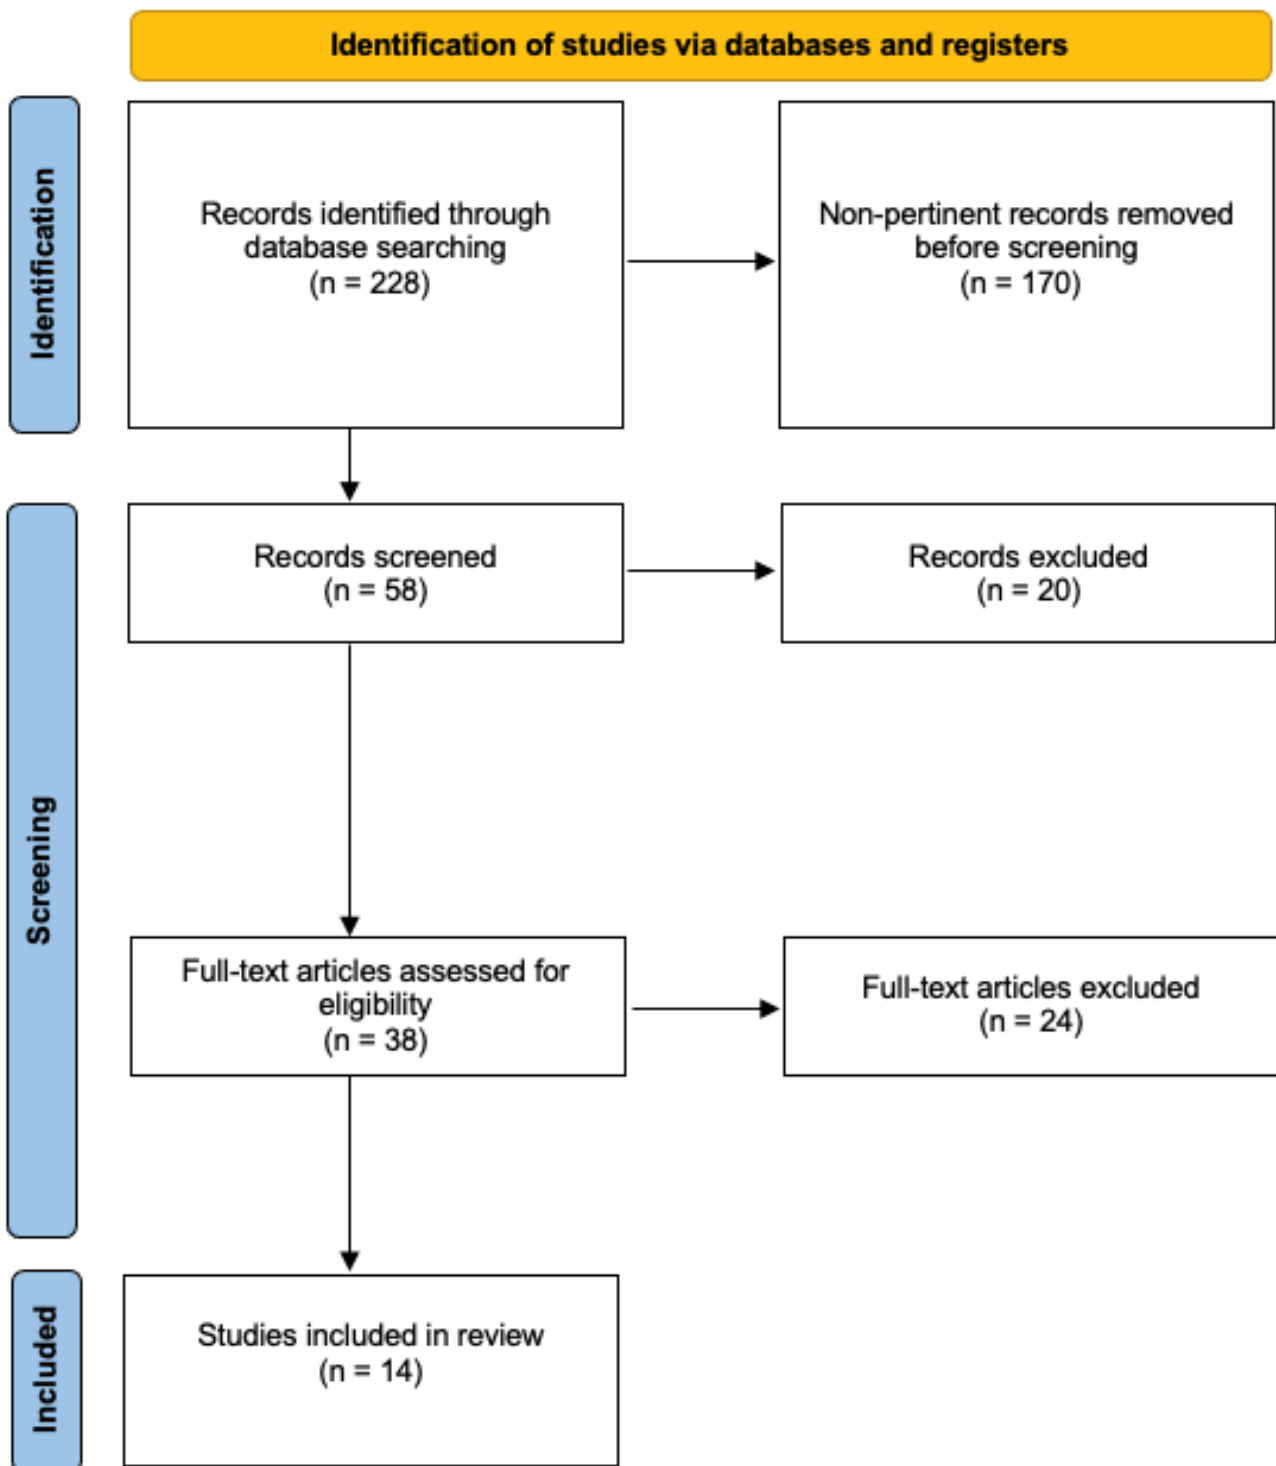 Identification of studies via databases and registers
Identification
Records identified through
database searching
(n = 228)
Non-pertinent records removed
before screening
(n = 170)
Screening
Records screened
(n = 58)
Records excluded
(n = 20)
Full-text articles assessed for
eligibility
(n = 38)
Full-text articles excluded
(n = 24)
Included
Studies included in review
(n = 14)